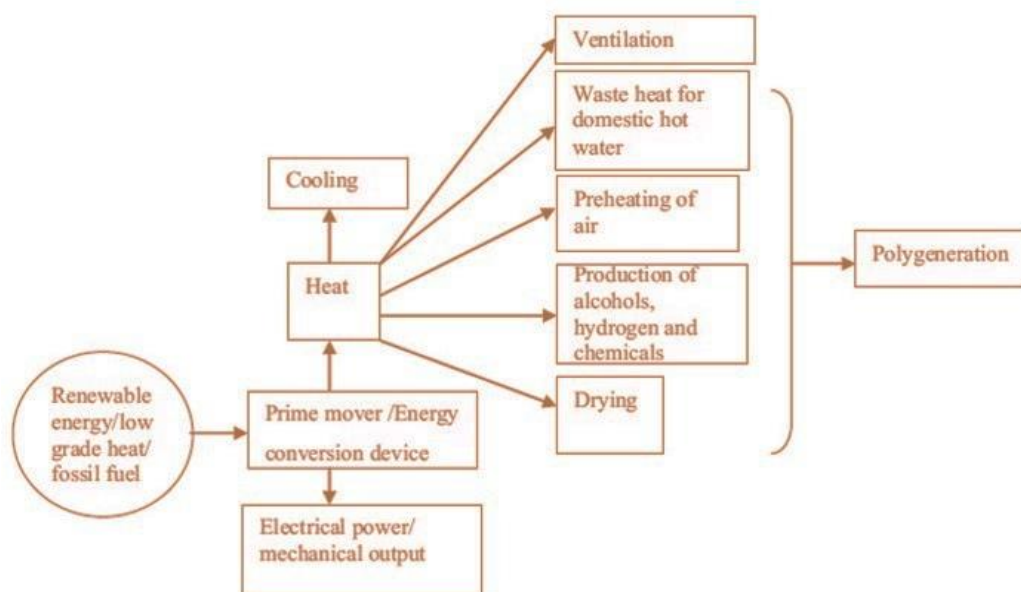 Ventilation
Waste heat for
domestic hot
water
Cooling
Preheating of
air
Polygeneration
Heat
Production of
alcohols,
hydrogen and
chemicals
Renewable
energy/low
grade heat/
fossil fuel
Prime mover /Energy
conversion device
Drying
Electrical power/
mechanical output